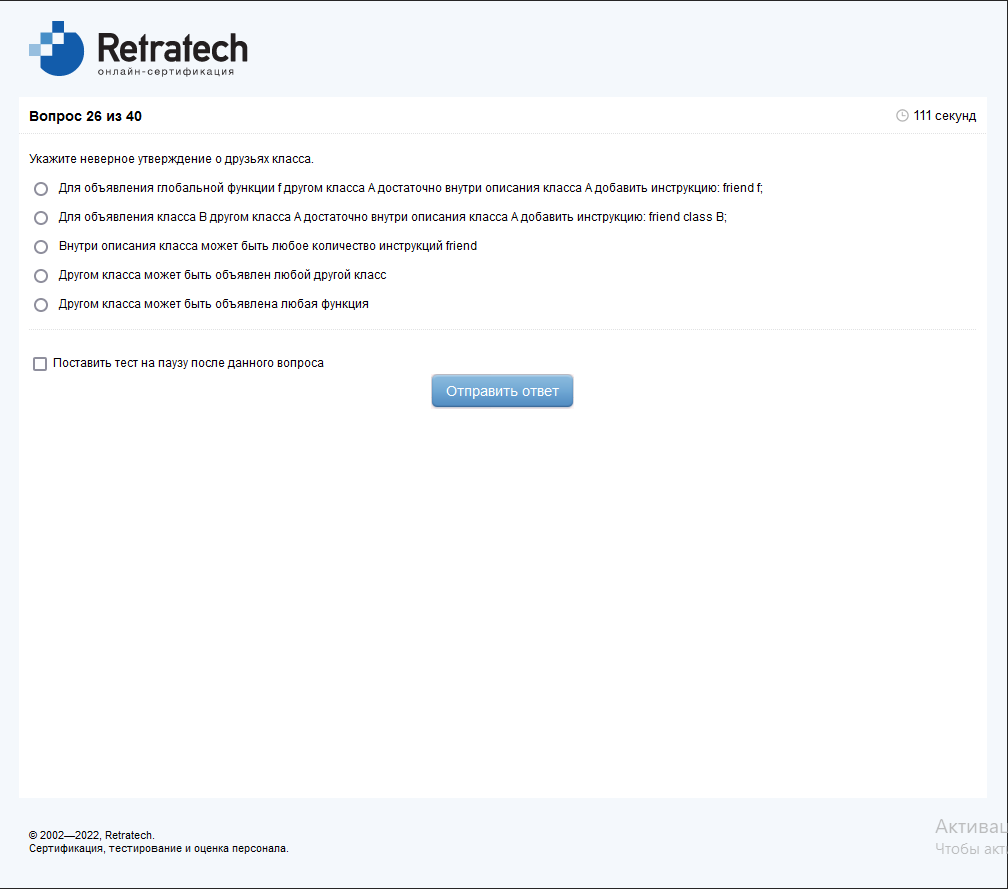 Retratech
онлайн-сертификация
Вопрос 26 из 40
111 секунд
Укажите неверное утверждение о друзьях класса.
Для объявления глобальной функции f другом класса A достаточно внутри описания класса A добавить инструкцию: friend f;
Для объявления класса B другом класса A достаточно внутри описания класса A добавить инструкцию: friend class B;
Внутри описания класса может быть любое количество инструкций friend
Другом класса может быть объявлен любой другой класс
Другом класса может быть объявлена любая функция
Поставить тест на паузу после данного вопроса
Отправить ответ
© 2002—2022, Retratech.
Сертификация, тестирование и оценка персонала.
Чтобы